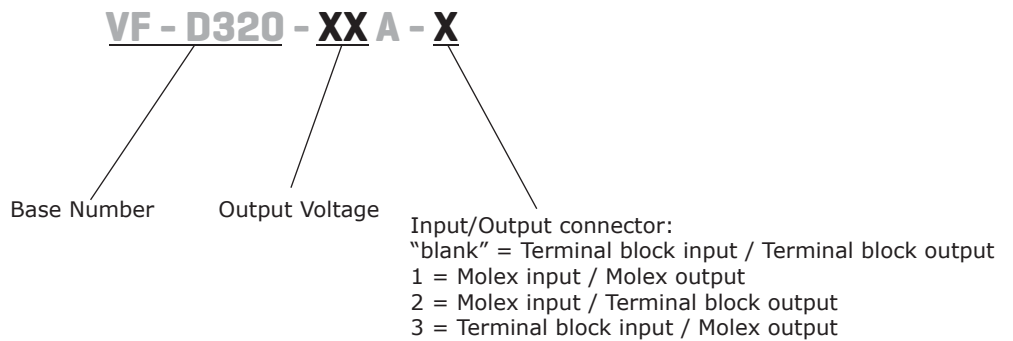 VF - D320 - XX A - X
Base Number
Output Voltage
Input/Output connector:
“blank” = Terminal block input / Terminal block output
1 = Molex input / Molex output
2 = Molex input / Terminal block output
3 = Terminal block input / Molex output